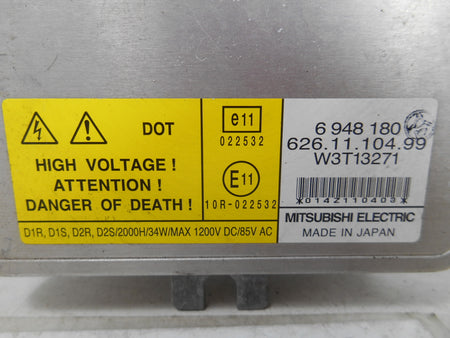 DOT
HIGH VOLTAGE !
ATTENTION !
DANGER OF DEATH !
D1R, D1S, D2R, D2S/2000H/34W/MAX 1200V DC/85V AC
e11
022532
E11
10R-022532
6 948 180
626.11.104.99
W3T13271
*014Z110403*
MITSUBISHI ELECTRIC
MADE IN JAPAN